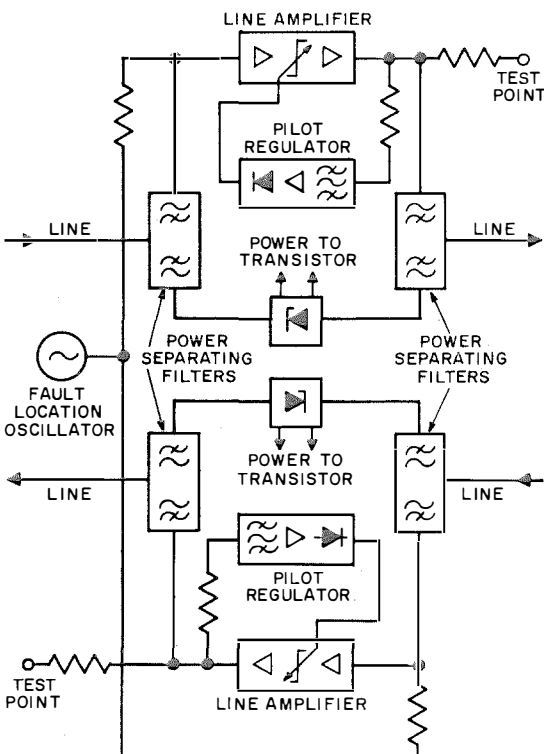 LINE AMPLIFIER
TEST
POINT
PILOT
REGULATOR
LINE
LINE
POWER TO
TRANSISTOR
POWER
SEPARATING
FILTERS
POWER
SEPARATING
FILTERS
FAULT
LOCATION
OSCILLATOR
POWER TO
TRANSISTOR
LINE
LINE
PILOT
REGULATOR
TEST
POINT
LINE AMPLIFIER